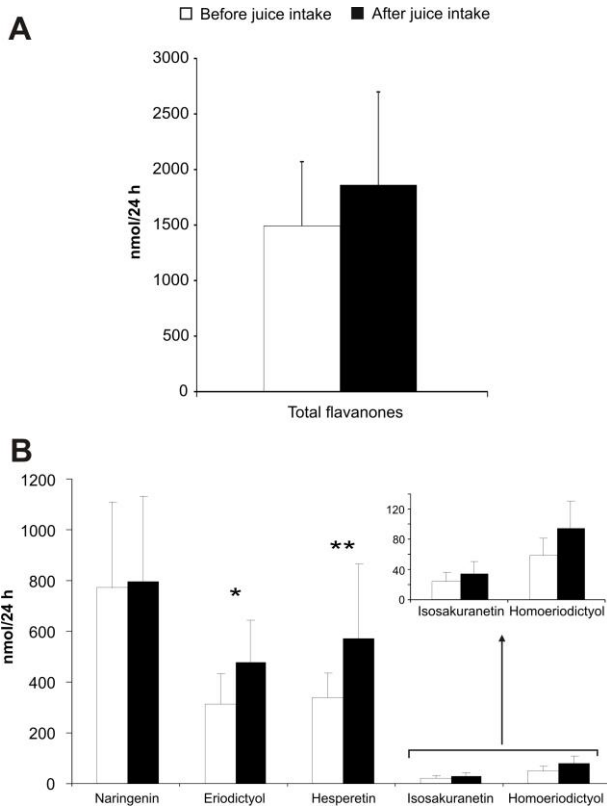 Before juice intake After juice intake
A
3000
2500
2000
1500
1000
500
0
nmol/24 h
Total flavanones
B
1200
1000
800
600
400
200
0
nmol/24 h
*
**
120
80
40
0
Isosakuranetin Homoeriodictyol
Naringenin Eriodictyol Hesperetin Isosakuranetin Homoeriodictyol